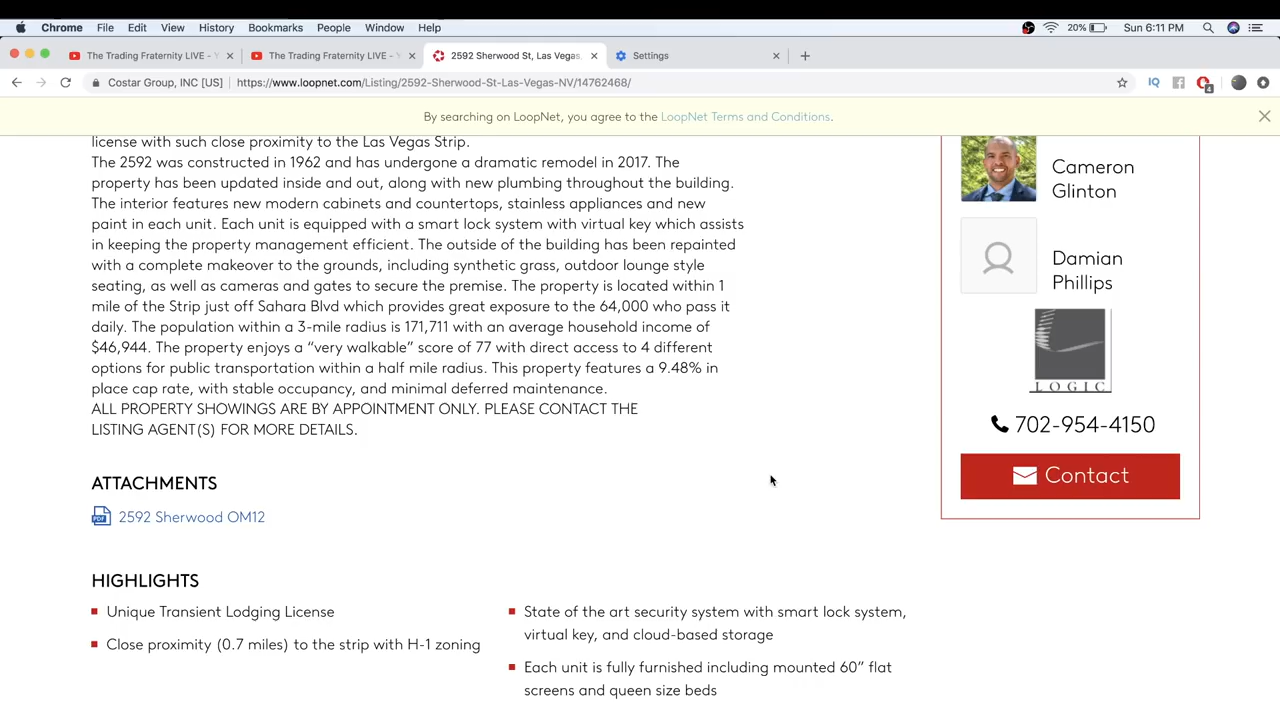 Chrome File Edit View History Bookmarks People Window Help
20% Sun 6:11 PM
The Trading Fraternity LIVE - Y
The Trading Fraternity LIVE - Y
2592 Sherwood St, Las Vegas,
Settings
Costar Group, INC [US] https://www.loopnet.com/Listing/2592-Sherwood-St-Las-Vegas-NV/14762468/
IQ
4
By searching on LoopNet, you agree to the LoopNet Terms and Conditions.
license with such close proximity to the Las Vegas Strip.
The 2592 was constructed in 1962 and has undergone a dramatic remodel in 2017. The
property has been updated inside and out, along with new plumbing throughout the building.
The interior features new modern cabinets and countertops, stainless appliances and new
paint in each unit. Each unit is equipped with a smart lock system with virtual key which assists
in keeping the property management efficient. The outside of the building has been repainted
with a complete makeover to the grounds, including synthetic grass, outdoor lounge style
seating, as well as cameras and gates to secure the premise. The property is located within 1
mile of the Strip just off Sahara Blvd which provides great exposure to the 64,000 who pass it
daily. The population within a 3-mile radius is 171,711 with an average household income of
$46,944. The property enjoys a “very walkable” score of 77 with direct access to 4 different
options for public transportation within a half mile radius. This property features a 9.48% in
place cap rate, with stable occupancy, and minimal deferred maintenance.
ALL PROPERTY SHOWINGS ARE BY APPOINTMENT ONLY. PLEASE CONTACT THE
LISTING AGENT(S) FOR MORE DETAILS.
ATTACHMENTS
PDF 2592 Sherwood OM12
HIGHLIGHTS
Unique Transient Lodging License
Close proximity (0.7 miles) to the strip with H-1 zoning
State of the art security system with smart lock system,
virtual key, and cloud-based storage
Each unit is fully furnished including mounted 60” flat
screens and queen size beds
Cameron
Glinton
Damian
Phillips
LOGIC
702-954-4150
Contact